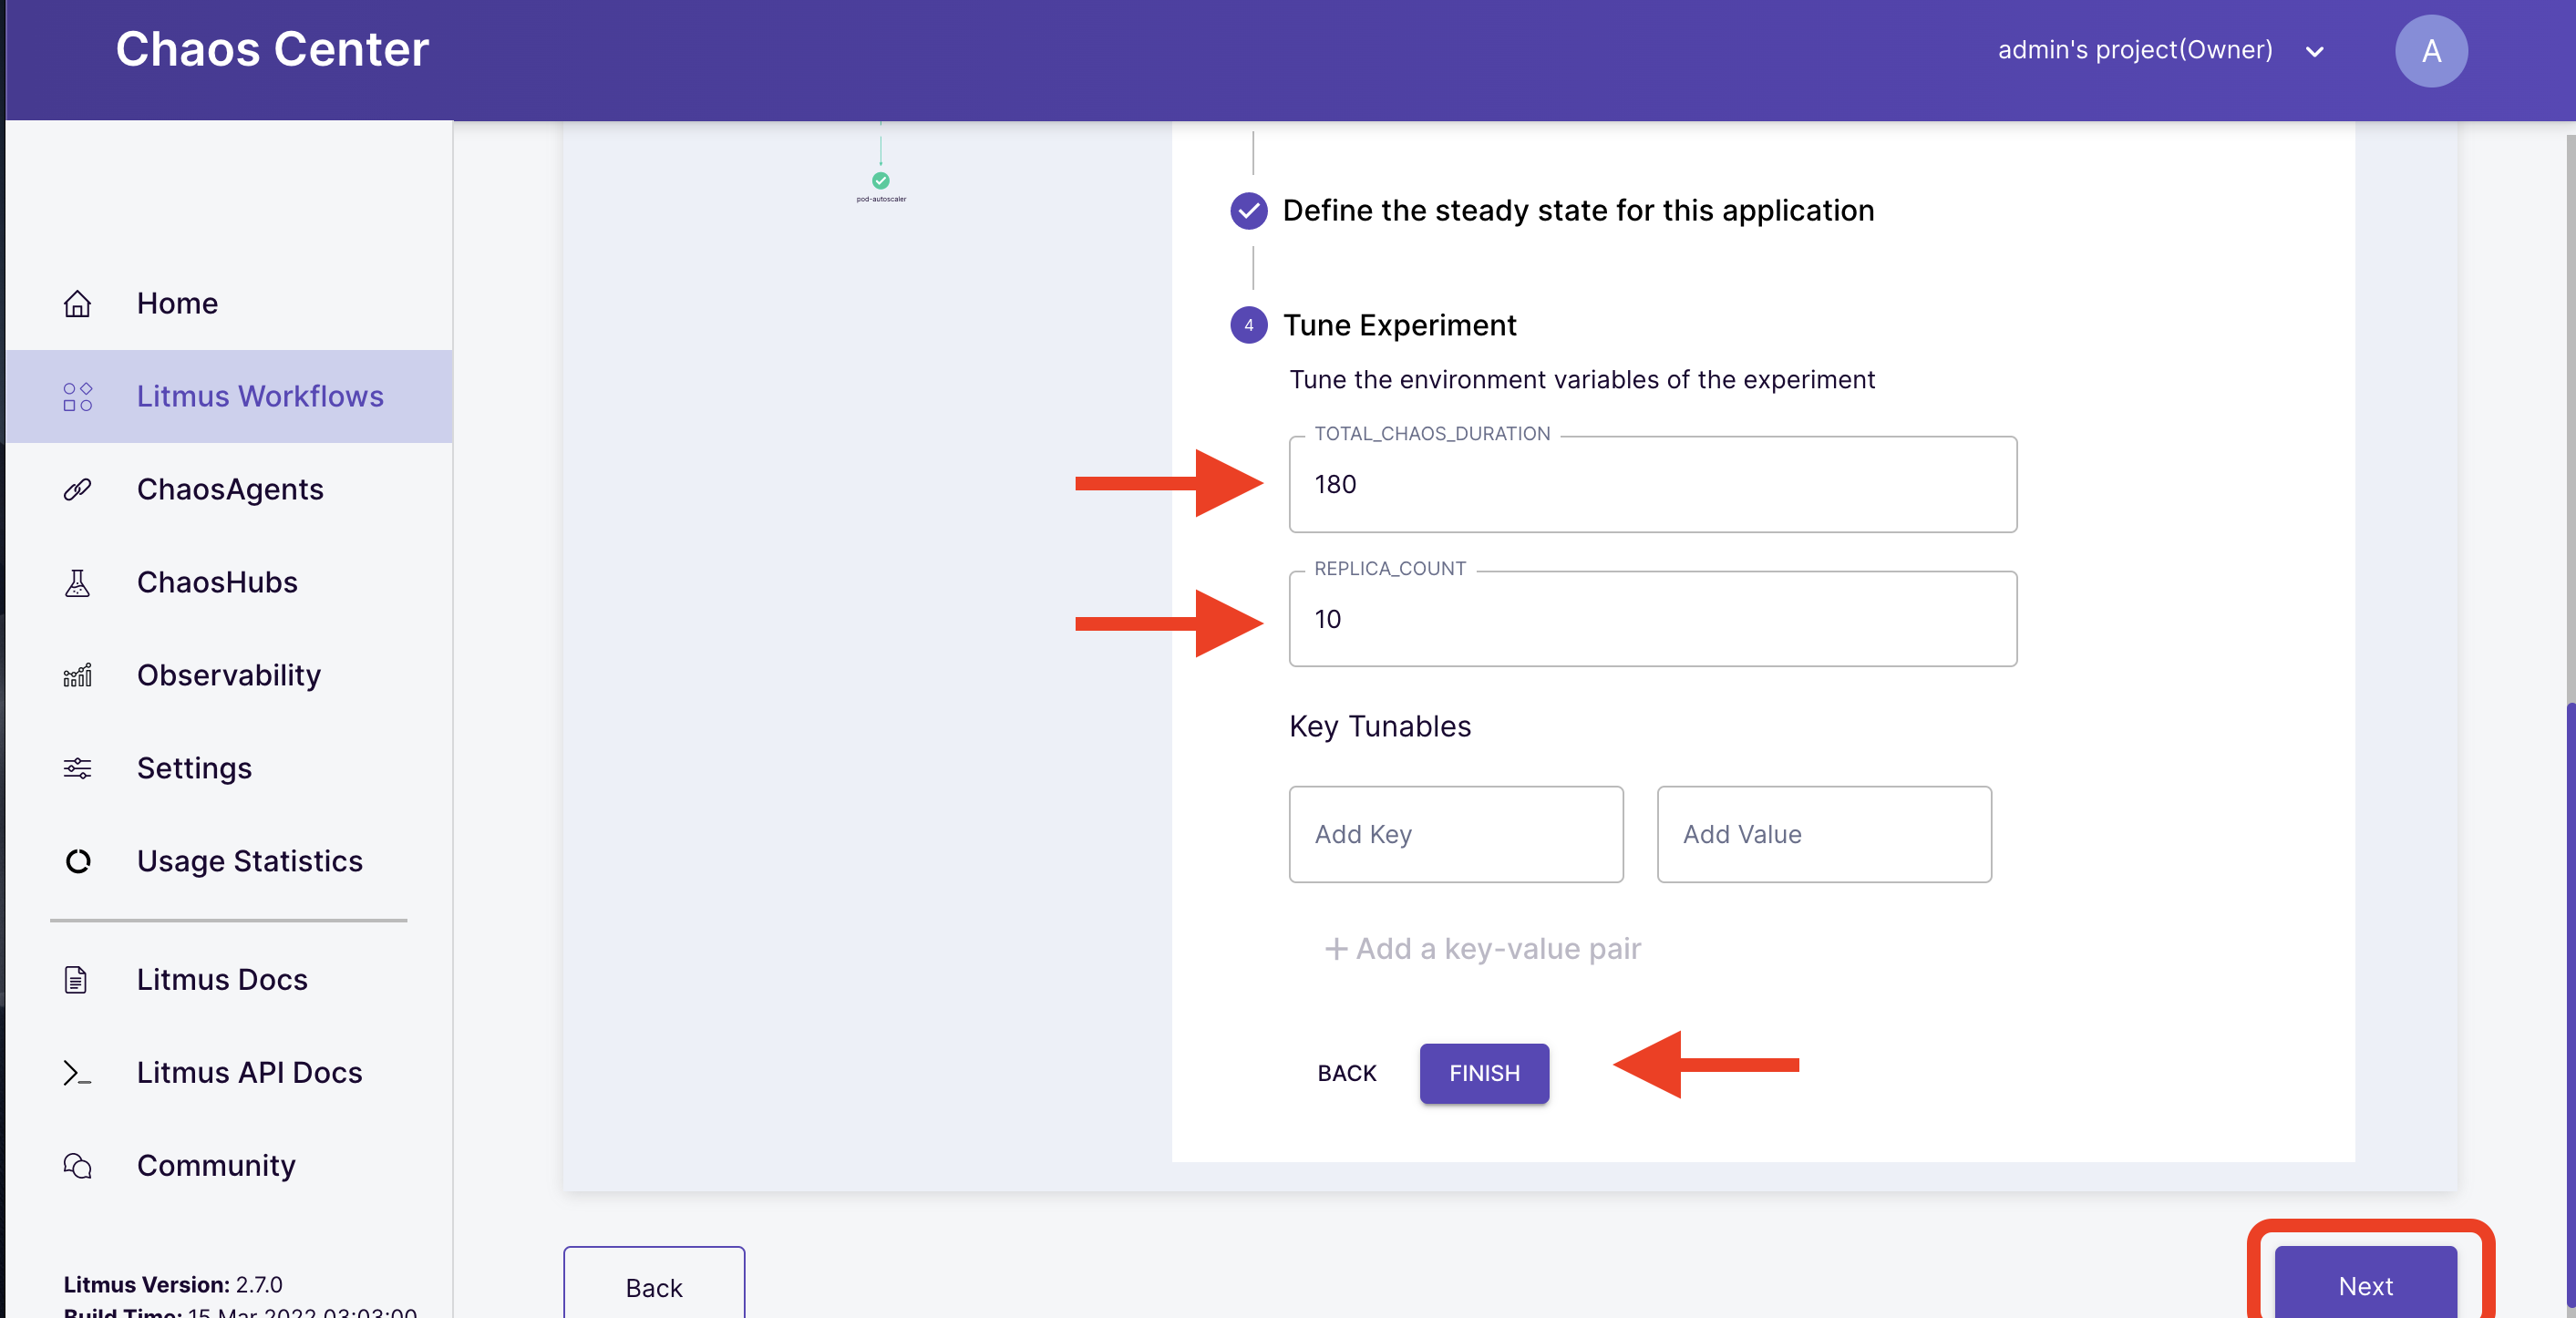 Chaos Center
admin's project(Owner)
A
Home
Litmus Workflows
ChaosAgents
ChaosHubs
Observability
Settings
Usage Statistics
Litmus Docs
Litmus API Docs
Community
Litmus Version: 2.7.0
Build Time: 15 Mar 2022 03:03:00
pod-autoscaler
Define the steady state for this application
4
Tune Experiment
Tune the environment variables of the experiment
TOTAL_CHAOS_DURATION
180
REPLICA_COUNT
10
Key Tunables
Add Key
Add Value
+ Add a key-value pair
BACK
FINISH
Back
Next